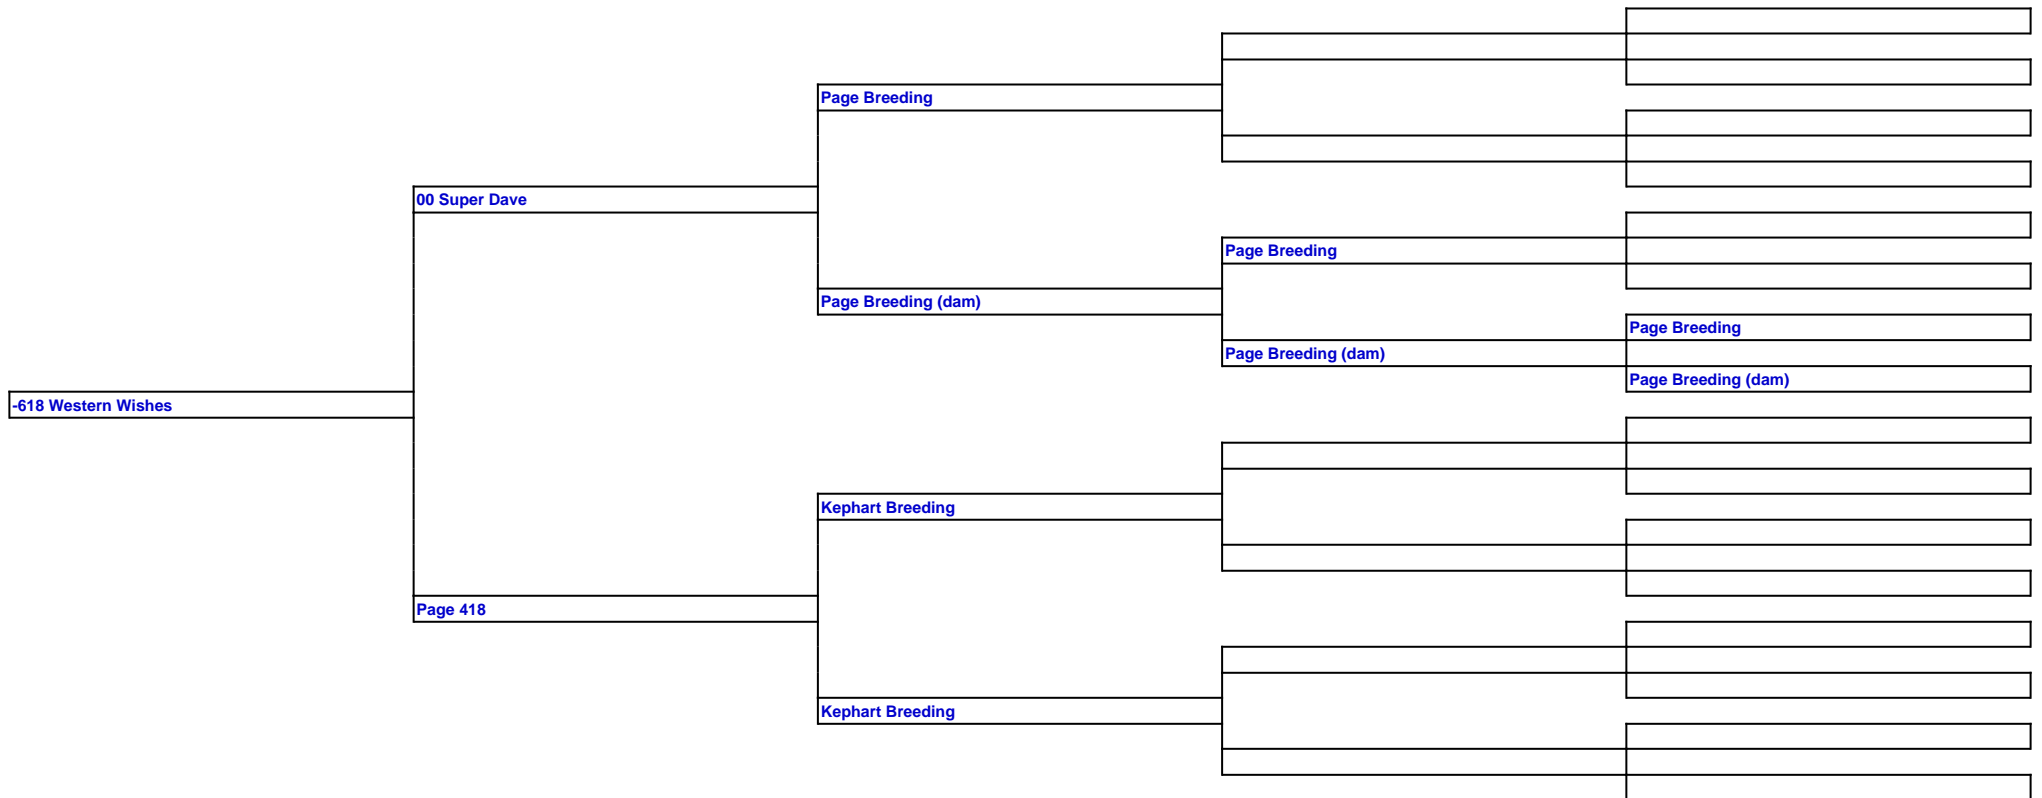 Page Breeding
00 Super Dave
Page Breeding
Page Breeding (dam)
Page Breeding
Page Breeding (dam)
Page Breeding (dam)
-618 Western Wishes
Kephart Breeding
Page 418
Kephart Breeding